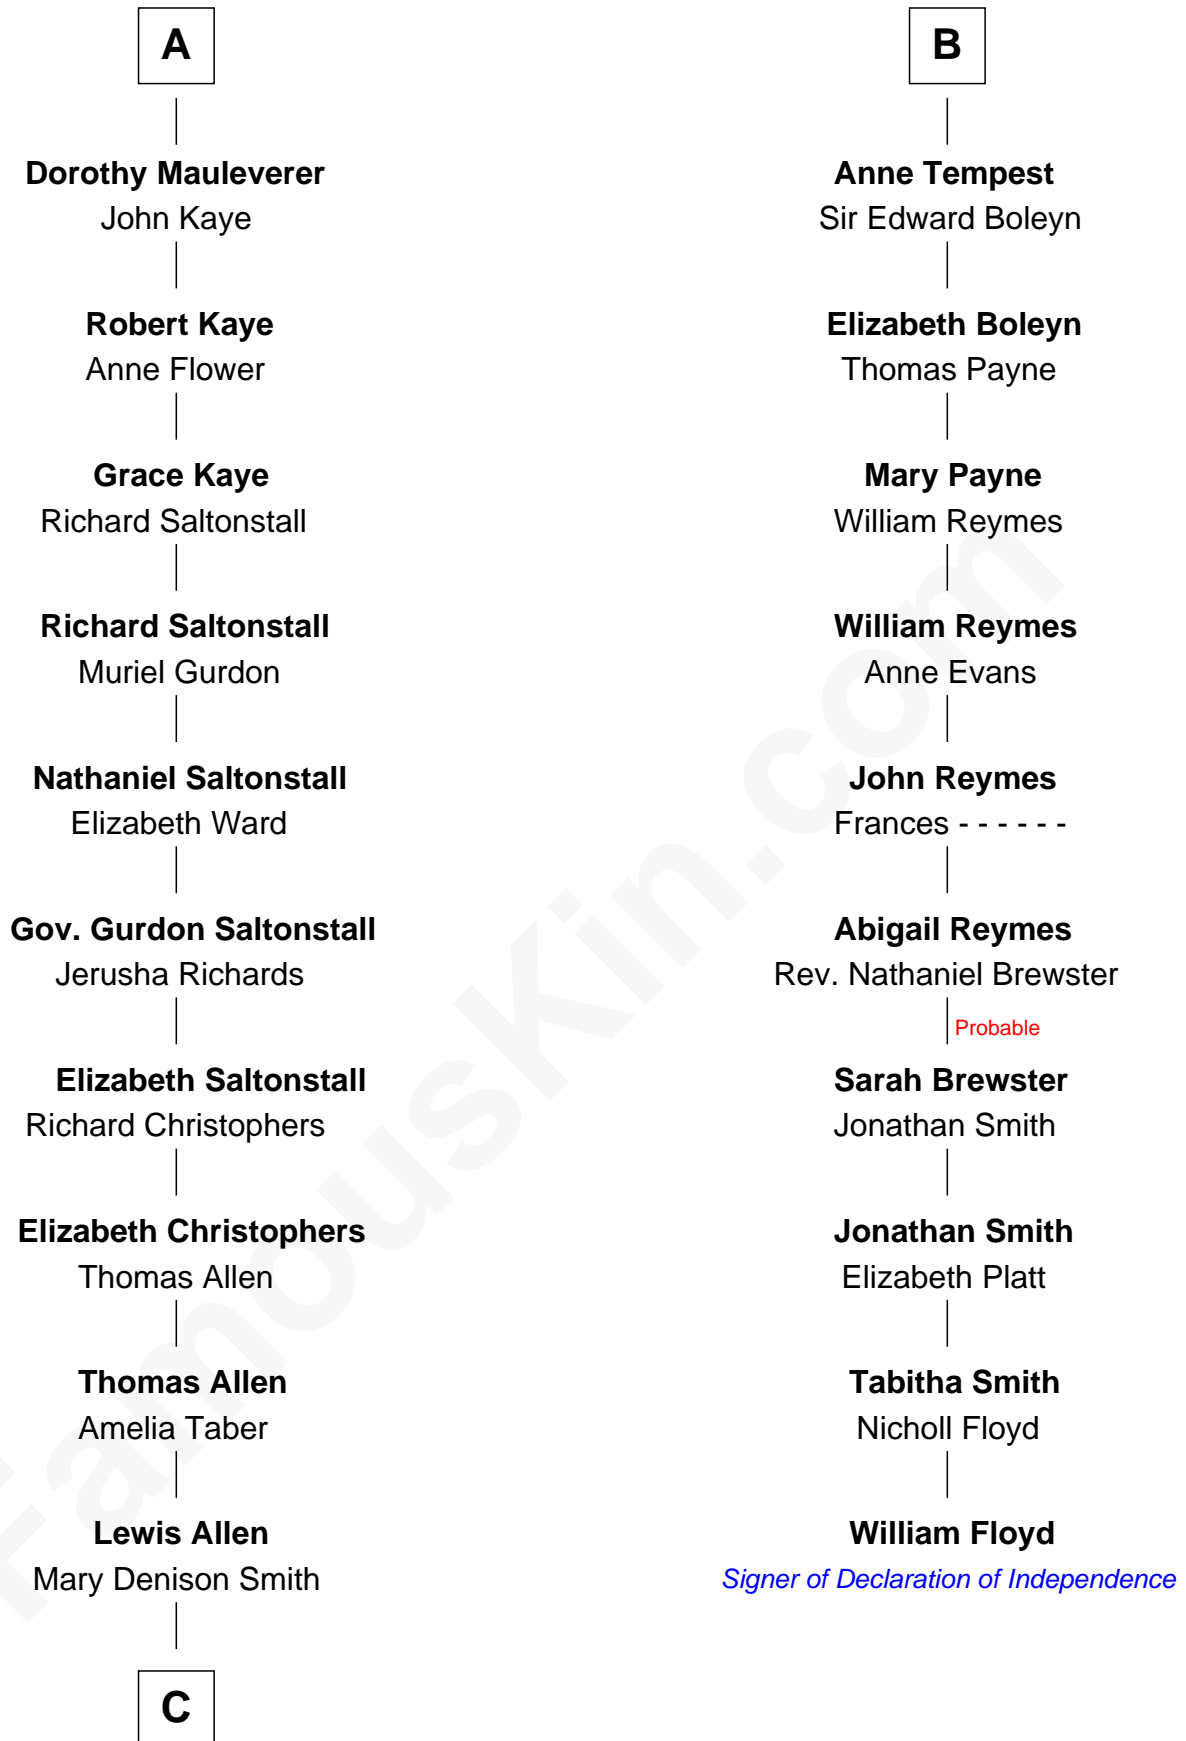 A
Dorothy Mauleverer
John Kaye
Robert Kaye
Anne Flower
Grace Kaye
Richard Saltonstall
Richard Saltonstall
Muriel Gurdon
Nathaniel Saltonstall
Elizabeth Ward
Gov. Gurdon Saltonstall
Jerusha Richards
Elizabeth Saltonstall
Richard Christophers
Elizabeth Christophers
Thomas Allen
Thomas Allen
Amelia Taber
Lewis Allen
Mary Denison Smith
C
B
Anne Tempest
Sir Edward Boleyn
Elizabeth Boleyn
Thomas Payne
Mary Payne
William Reymes
William Reymes
Anne Evans
John Reymes
Frances - - - - - -
Abigail Reymes
Rev. Nathaniel Brewster
Probable
Sarah Brewster
Jonathan Smith
Jonathan Smith
Elizabeth Platt
Tabitha Smith
Nicholl Floyd
William Floyd
Signer of Declaration of Independence
FamousKin.com